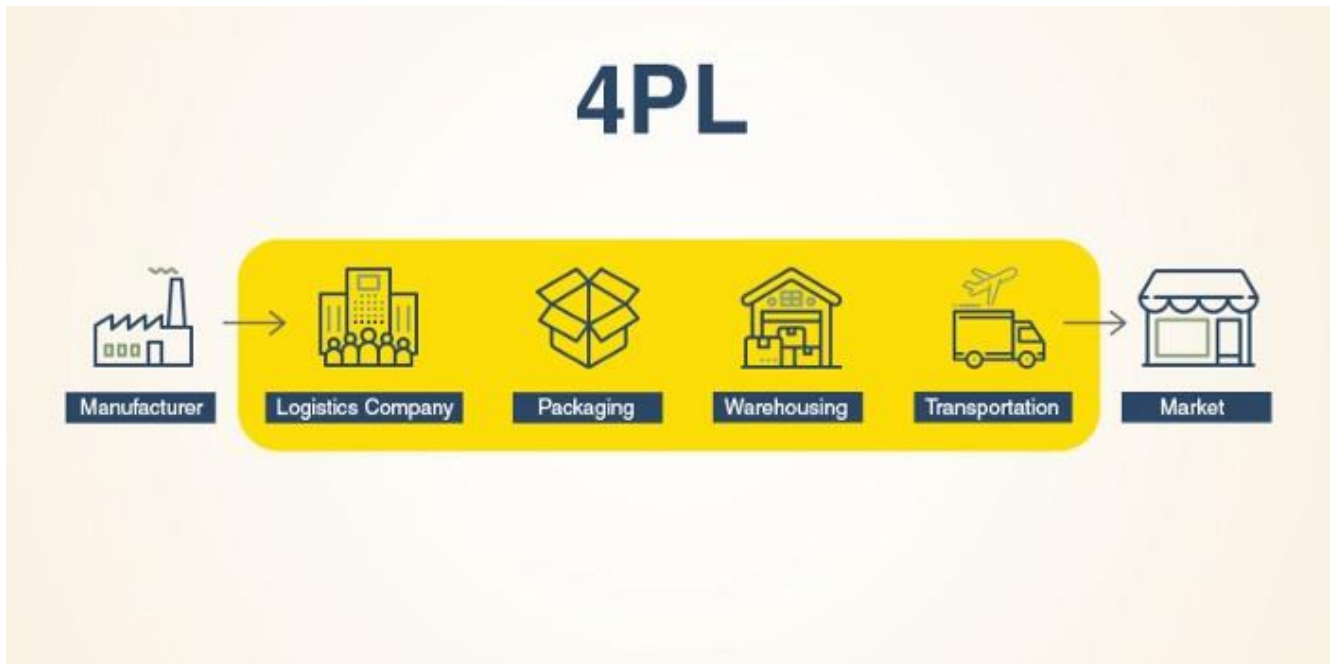 4PL
Manufacturer
Logistics Company
Packaging
Warehousing
Transportation
Market